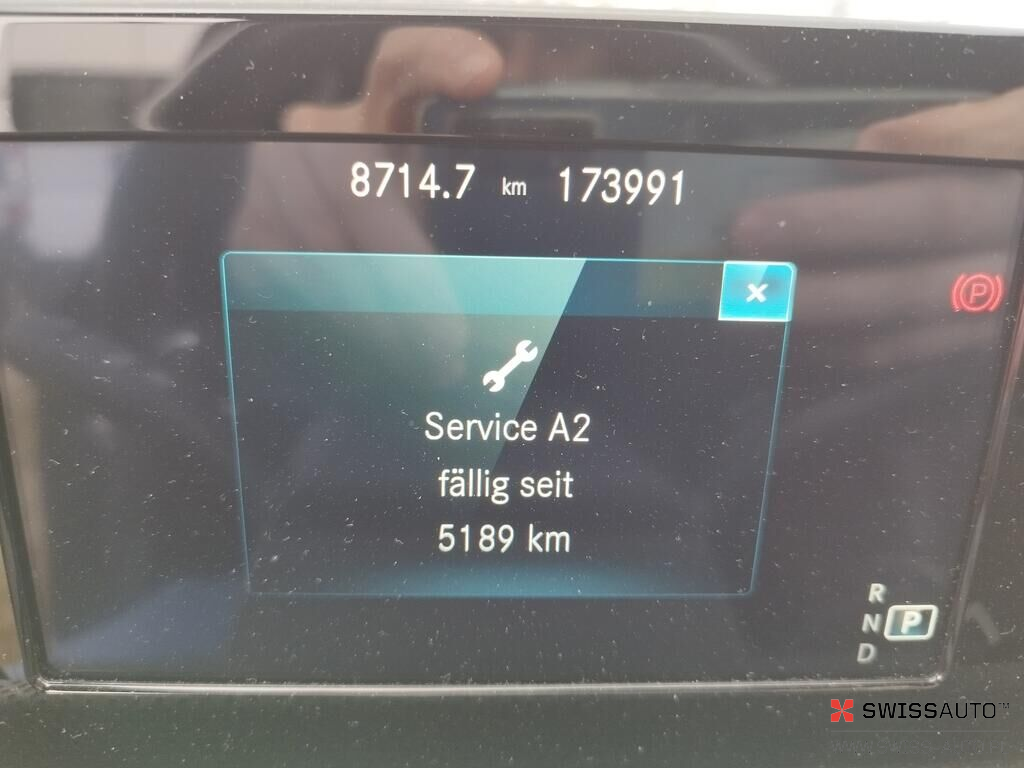 8714.7 km 173991
x
(P)
Service A2
fällig seit
5189 km
R
N P
D
SWISSAUTO™